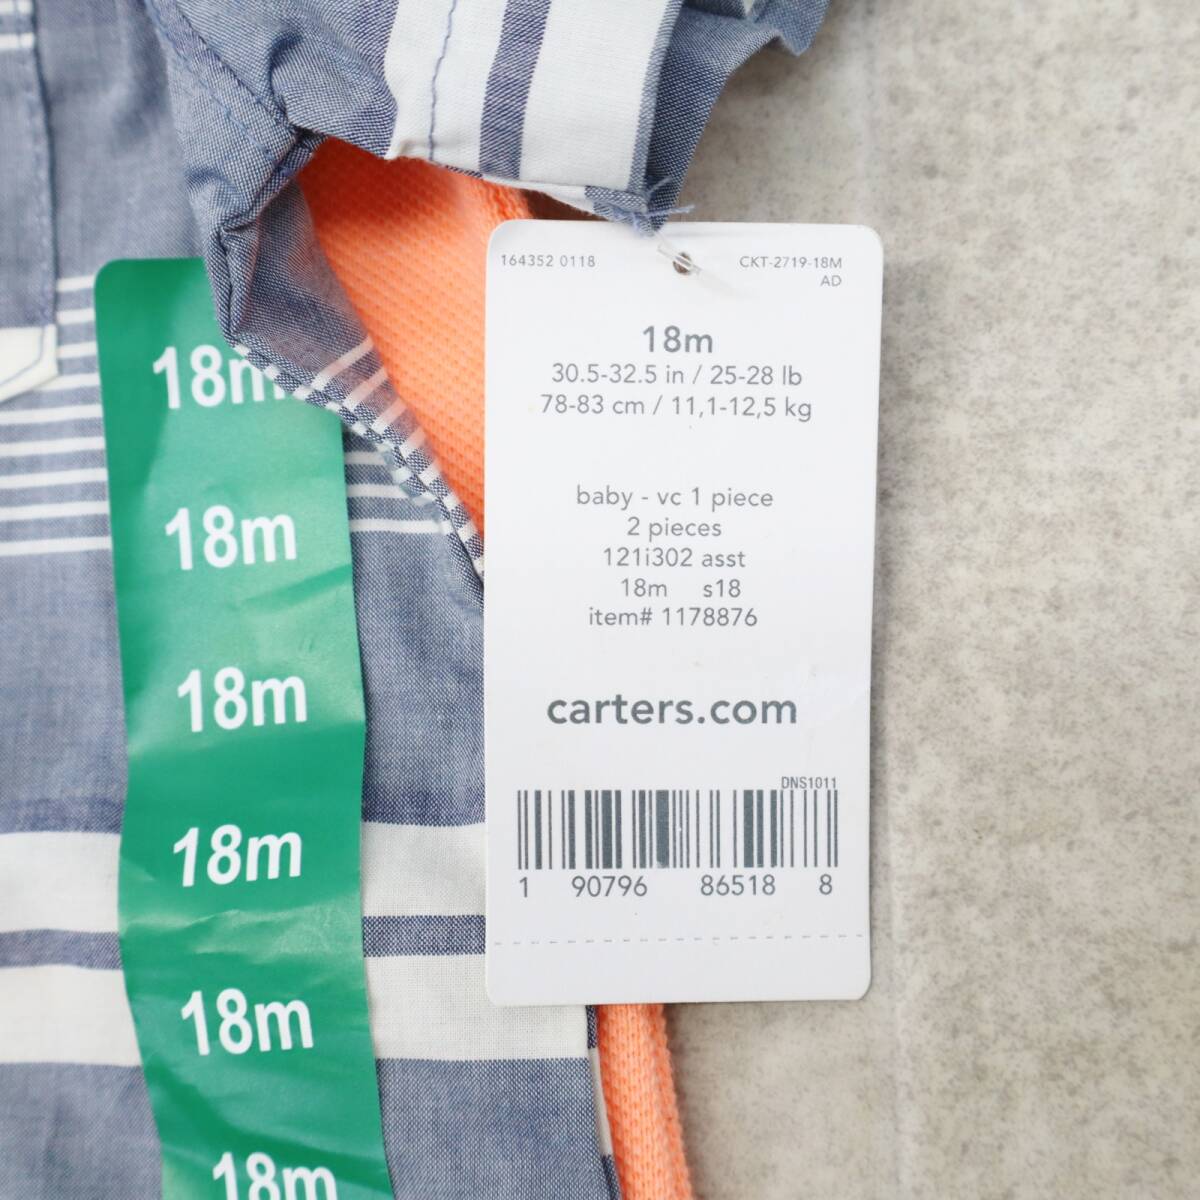 18m
18m
18m
18m
18m
18m
164352 0118
CKT-2719-18M
AD
18m
30.5-32.5 in / 25-28 lb
78-83 cm / 11,1-12,5 kg
baby - vc 1 piece
2 pieces
121i302 asst
18m s18
item# 1178876
carters.com
DNS1011
1 90796 86518 8